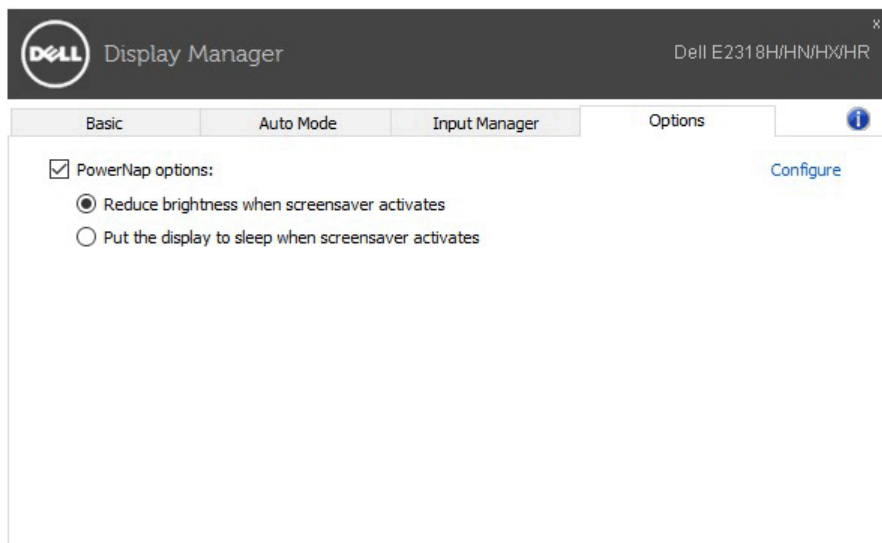 x
DELL Display Manager
Dell E2318H/HN/HX/HR
Basic Auto Mode Input Manager Options i
PowerNap options: Configure
Reduce brightness when screensaver activates
Put the display to sleep when screensaver activates